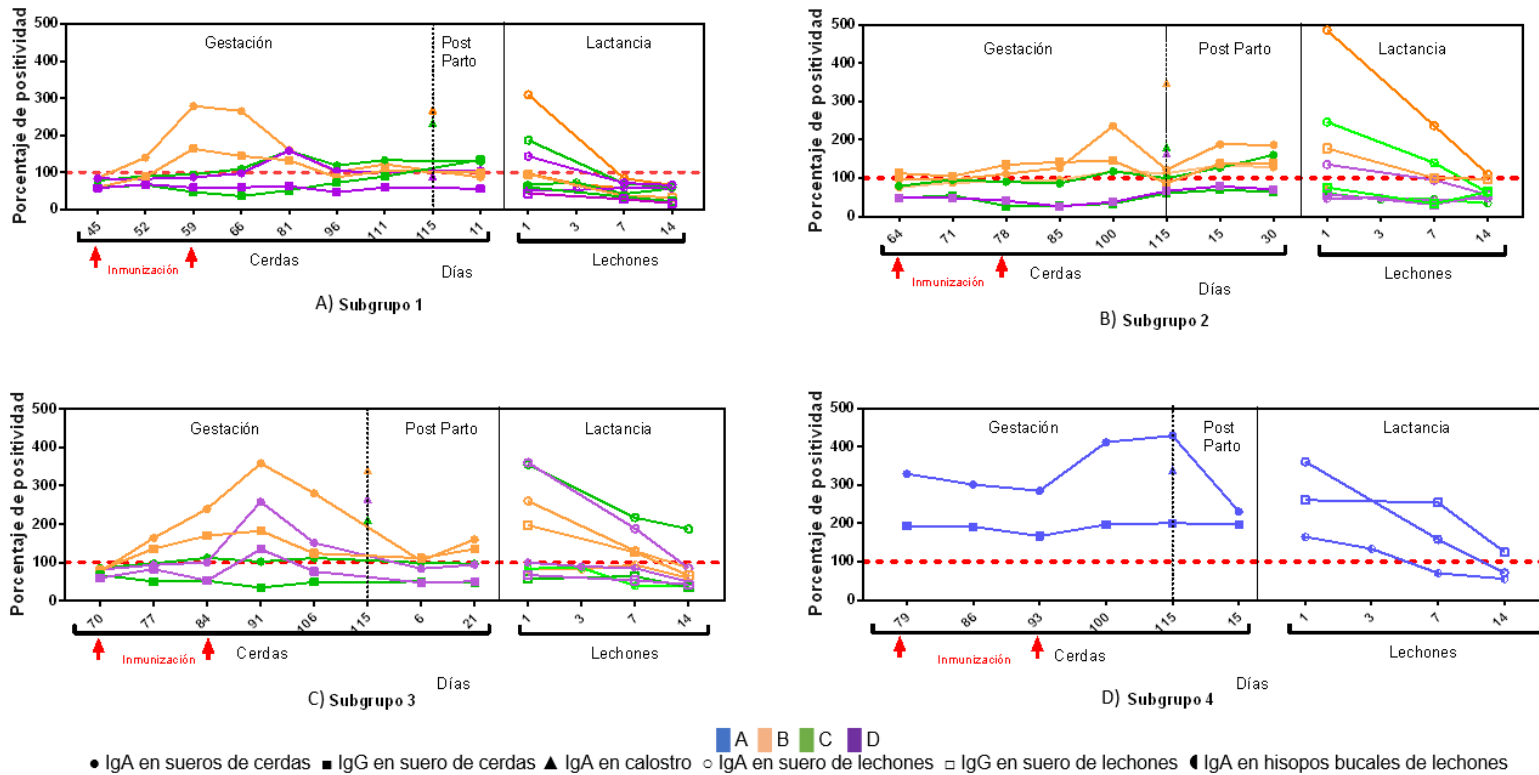 Porcentaje de positividad
500
400
300
200
100
0
Gestación
Post
Parto
Lactancia
45 52 59 66 81 96 111 115 11 1 3 7 14
Inmunización
Cerdas
Días
Lechones
A) Subgrupo 1
Porcentaje de positividad
500
400
300
200
100
0
Gestación
Post Parto
Lactancia
64 71 78 85 100 115 15 30 1 3 7 14
Inmunización
Cerdas
Días
Lechones
B) Subgrupo 2
Porcentaje de positividad
500
400
300
200
100
0
Gestación
Post Parto
Lactancia
70 77 84 91 106 115 6 21 1 3 7 14
Inmunización
Cerdas
Días
Lechones
C) Subgrupo 3
Porcentaje de positividad
500
400
300
200
100
0
Gestación
Post
Parto
Lactancia
79 86 93 100 115 15 1 3 7 14
Inmunización
Cerdas
Días
Lechones
D) Subgrupo 4
A B C D
IgA en sueros de cerdas IgG en suero de cerdas IgA en calostro IgA en suero de lechones IgG en suero de lechones IgA en hisopos bucales de lechones